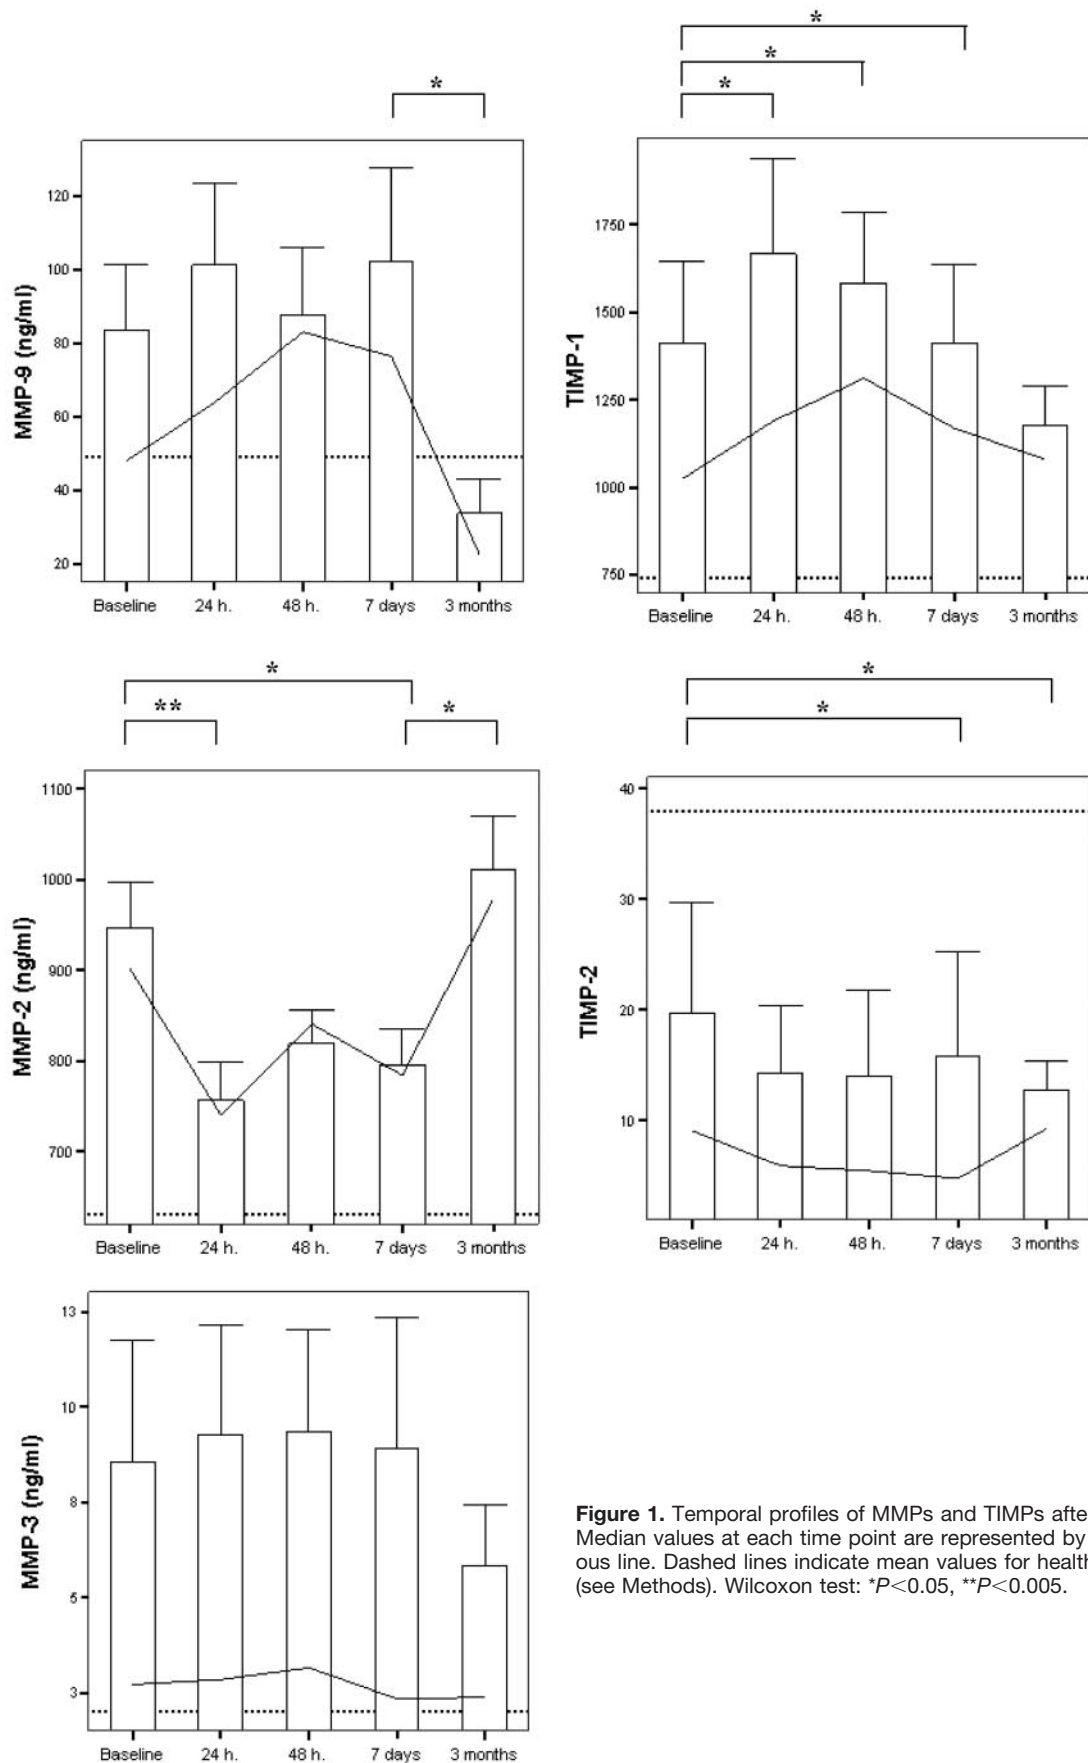 *
*
*
*
MMP-9 (ng/ml)
120
100
80
60
40
20
Baseline
24 h.
48 h.
7 days
3 months
TIMP-1
1750
1500
1250
1000
750
Baseline
24 h.
48 h.
7 days
3 months
*
**
*
MMP-2 (ng/ml)
1100
1000
900
800
700
Baseline
24 h.
48 h.
7 days
3 months
*
*
TIMP-2
40
30
20
10
Baseline
24 h.
48 h.
7 days
3 months
MMP-3 (ng/ml)
13
10
8
5
3
Baseline
24 h.
48 h.
7 days
3 months
Figure 1. Temporal profiles of MMPs and TIMPs afte
Median values at each time point are represented by
ous line. Dashed lines indicate mean values for health
(see Methods). Wilcoxon test: *P<0.05, **P<0.005.